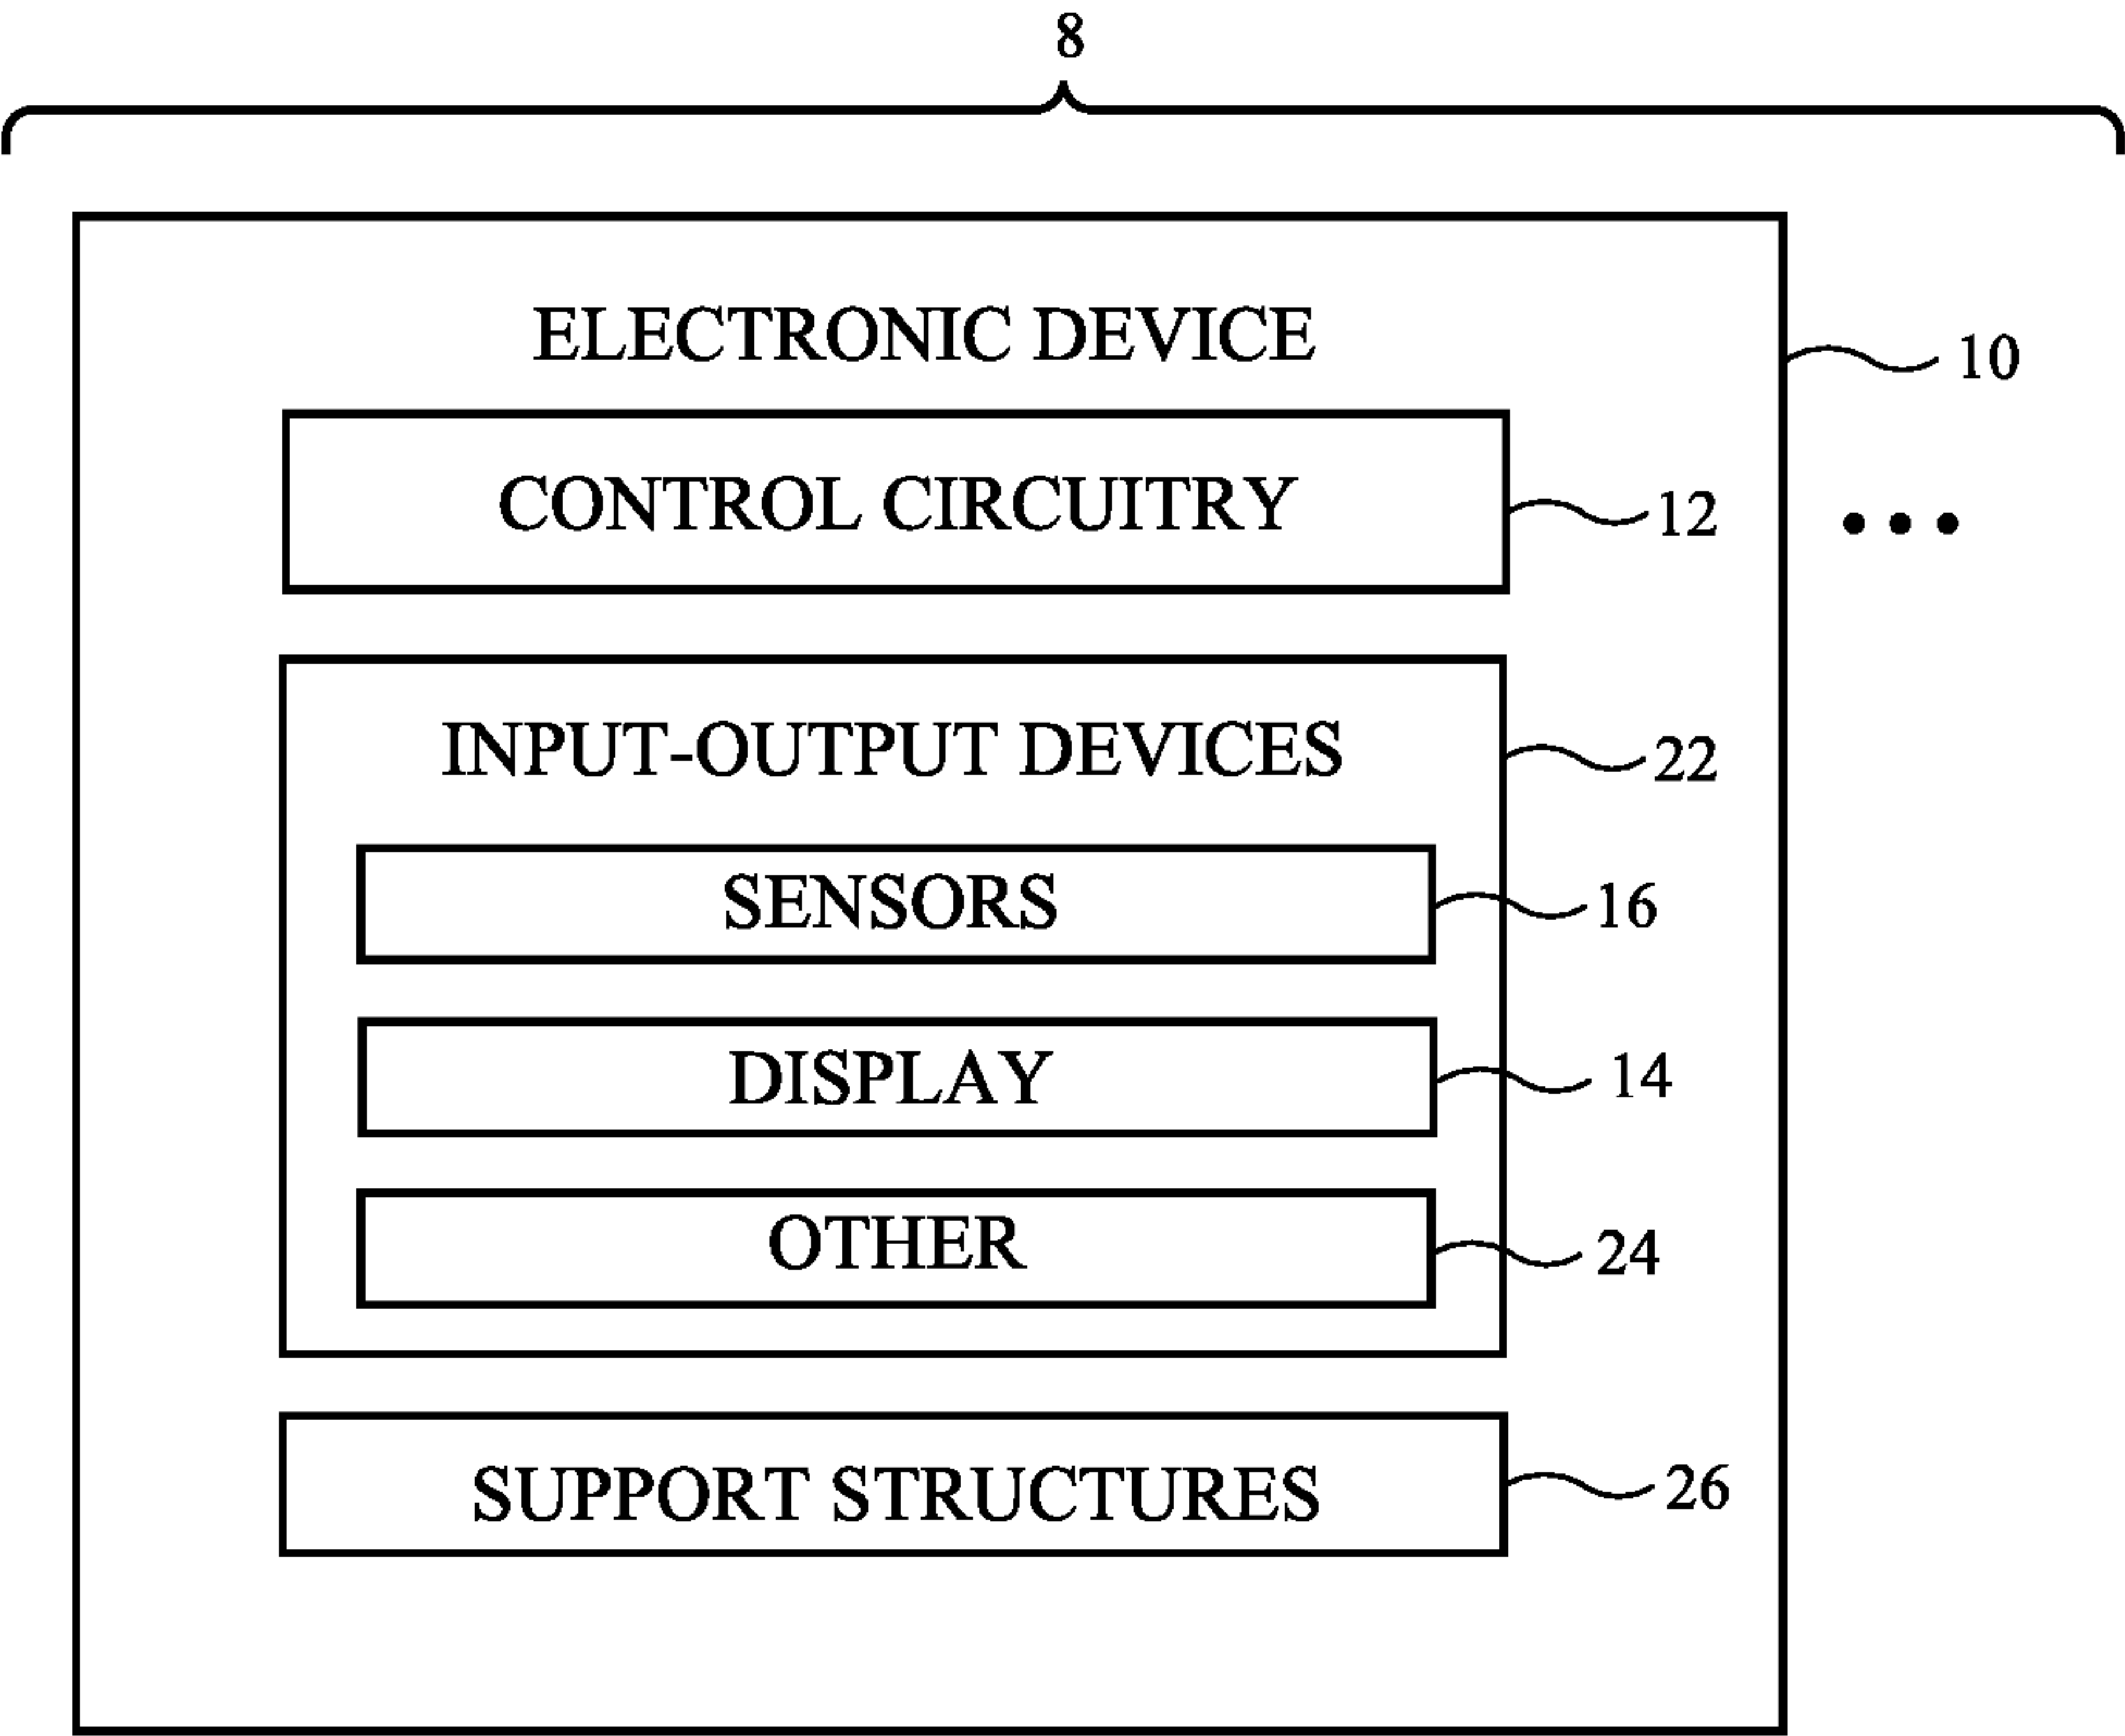 8
ELECTRONIC DEVICE
10
CONTROL CIRCUITRY
12
INPUT-OUTPUT DEVICES
22
SENSORS
16
DISPLAY
14
OTHER
24
SUPPORT STRUCTURES
26